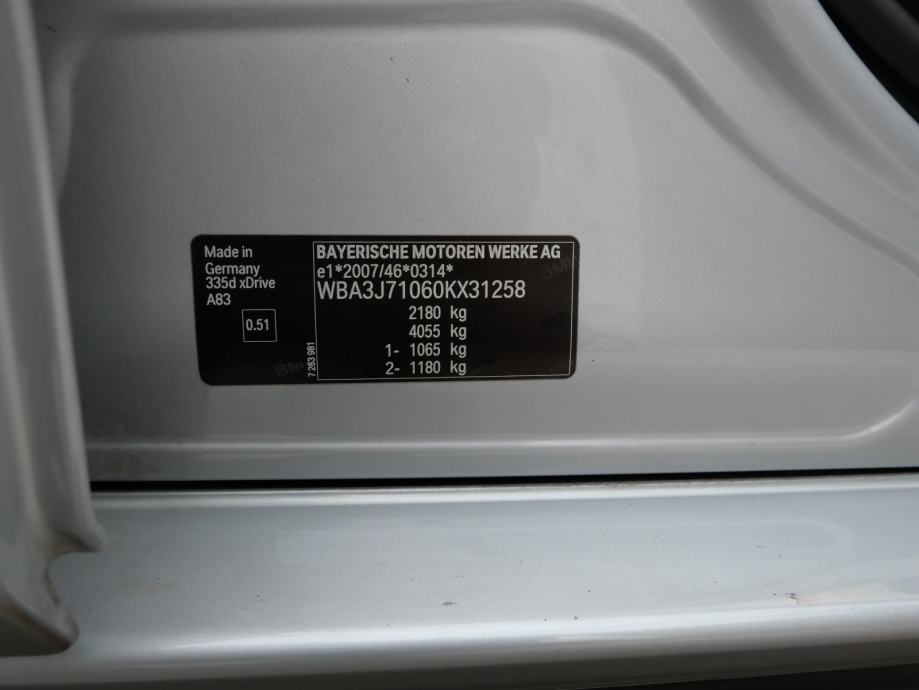 Made in
Germany
335d xDrive
A83
0.51
7 263 981
BAYERISCHE MOTOREN WERKE AG
e1*2007/46*0314*
WBA3J71060KX31258
2180 kg
4055 kg
1- 1065 kg
2- 1180 kg
BMW